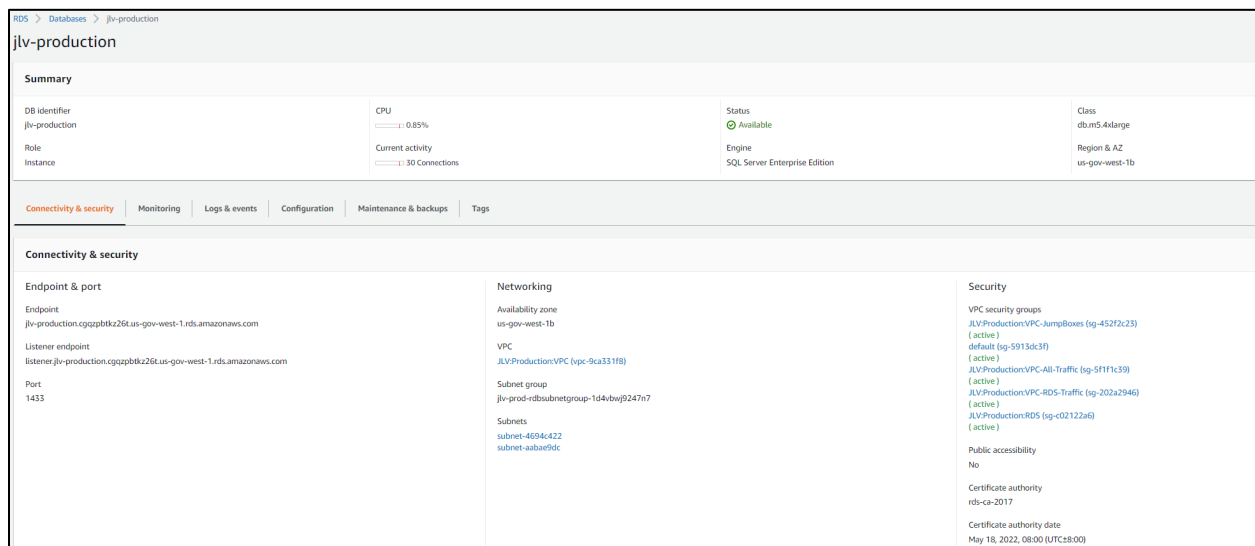 RDS > Databases > jlv-production
jlv-production
Summary
DB identifier
jlv-production
CPU
0.85%
Status
Available
Class
db.m5.4xlarge
Role
Instance
Current activity
30 Connections
Engine
SQL Server Enterprise Edition
Region & AZ
us-gov-west-1b
Connectivity & security
Monitoring
Logs & events
Configuration
Maintenance & backups
Tags
Connectivity & security
Endpoint & port
Endpoint
jlv-production.cgqzpbtkz26t.us-gov-west-1.rds.amazonaws.com
Listener endpoint
listener.jlv-production.cgqzpbtkz26t.us-gov-west-1.rds.amazonaws.com
Port
1433
Networking
Availability zone
us-gov-west-1b
VPC
JLV:Production:VPC (vpc-9ca331f8)
Subnet group
jlv-prod-rdbsubnetgroup-1d4vbwj9247n7
Subnets
subnet-4694c422
subnet-aabae9dc
Security
VPC security groups
JLV:Production:VPC-JumpBoxes (sg-452f2c23)
( active )
default (sg-5913dc3f)
( active )
JLV:Production:VPC-All-Traffic (sg-5f1f1c39)
( active )
JLV:Production:VPC-RDS-Traffic (sg-202a2946)
( active )
JLV:Production:RDS (sg-c02122a6)
( active )
Public accessibility
No
Certificate authority
rds-ca-2017
Certificate authority date
May 18, 2022, 08:00 (UTC±8:00)